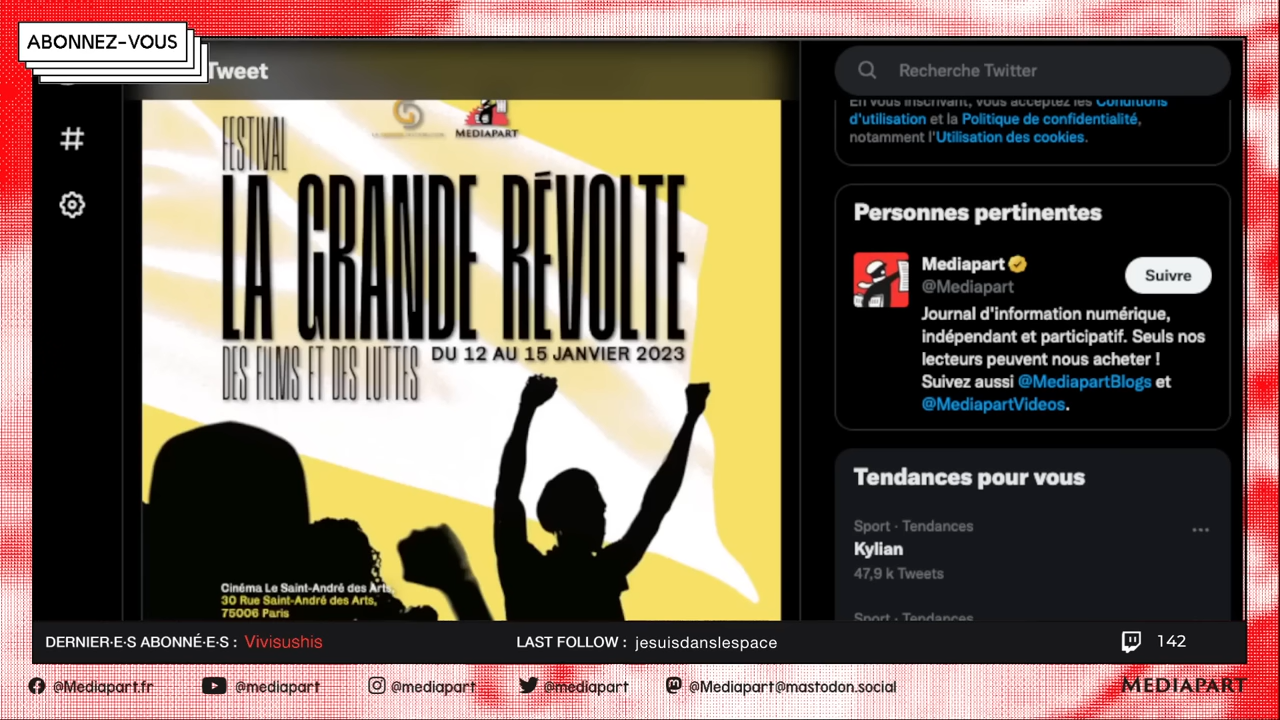 ABONNEZ-VOUS
Tweet
Recherche Twitter
MEDIAPART
FESTIVAL
LA GRANDE RÉVOLTE
DES FILMS ET DES LUTTES
DU 12 AU 15 JANVIER 2023
Cinéma Le Saint-André des Arts,
30 Rue Saint-André des Arts,
75006 Paris
En vous inscrivant, vous acceptez les Conditions
d'utilisation et la Politique de confidentialité,
notamment l'Utilisation des cookies.
Personnes pertinentes
Mediapart
@Mediapart
Suivre
Journal d'information numérique,
indépendant et participatif. Seuls nos
lecteurs peuvent nous acheter !
Suivez aussi @MediapartBlogs et
@MediapartVideos.
Tendances pour vous
Sport · Tendances
Kylian
47,9 k Tweets
Sport · Tendances
DERNIER·E·S ABONNÉ·E·S : Vivisushis
LAST FOLLOW : jesuisdanslespace
142
@Mediapart.fr
@mediapart
@mediapart
@mediapart
@Mediapart@mastodon.social
MEDIAPART